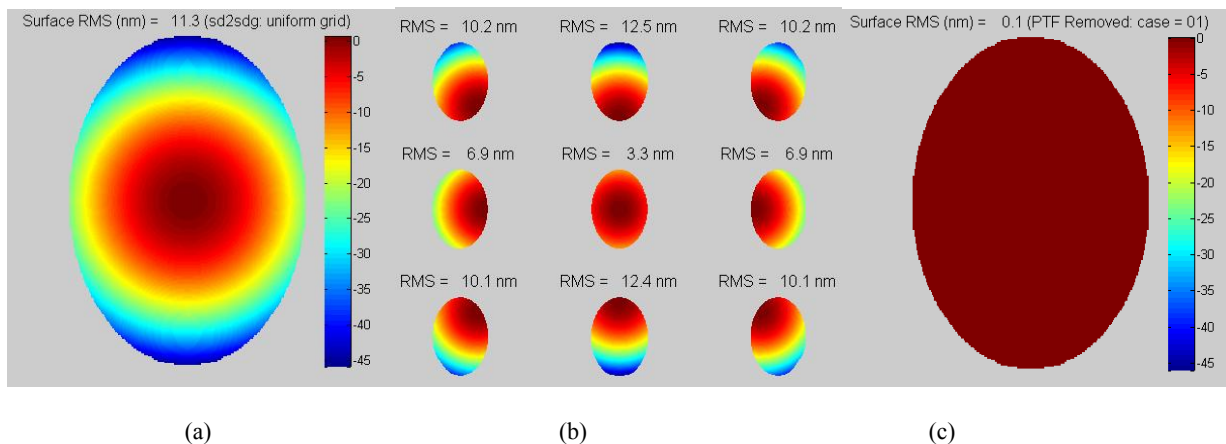 Surface RMS (nm) = 11.3 (sd2sdg: uniform grid)
0
-5
-10
-15
-20
-25
-30
-35
-40
-45
RMS = 10.2 nm
RMS = 12.5 nm
RMS = 10.2 nm
RMS = 6.9 nm
RMS = 3.3 nm
RMS = 6.9 nm
RMS = 10.1 nm
RMS = 12.4 nm
RMS = 10.1 nm
Surface RMS (nm) = 0.1 (PTF Removed: case = 01)
0
-5
-10
-15
-20
-25
-30
-35
-40
-45
(a)
(b)
(c)